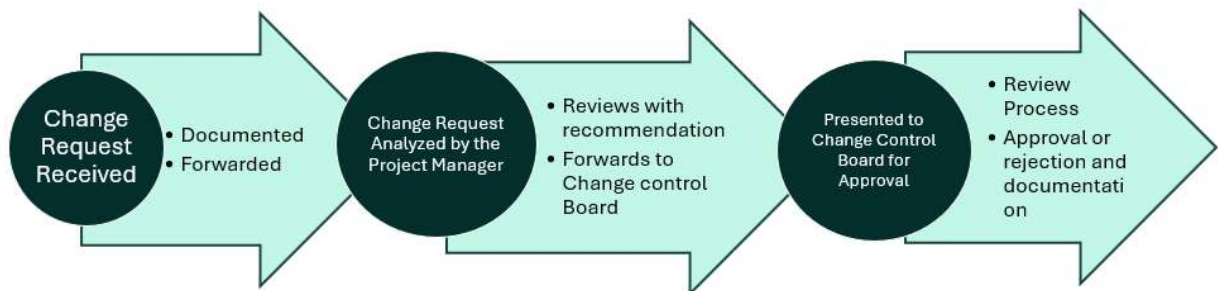 Change
Request
Received
• Documented
• Forwarded
Change Request
Analyzed by the
Project Manager
• Reviews with
recommendation
• Forwards to
Change control
Board
Presented to
Change Control
Board for
Approval
• Review
Process
• Approval or
rejection and
documentati
on